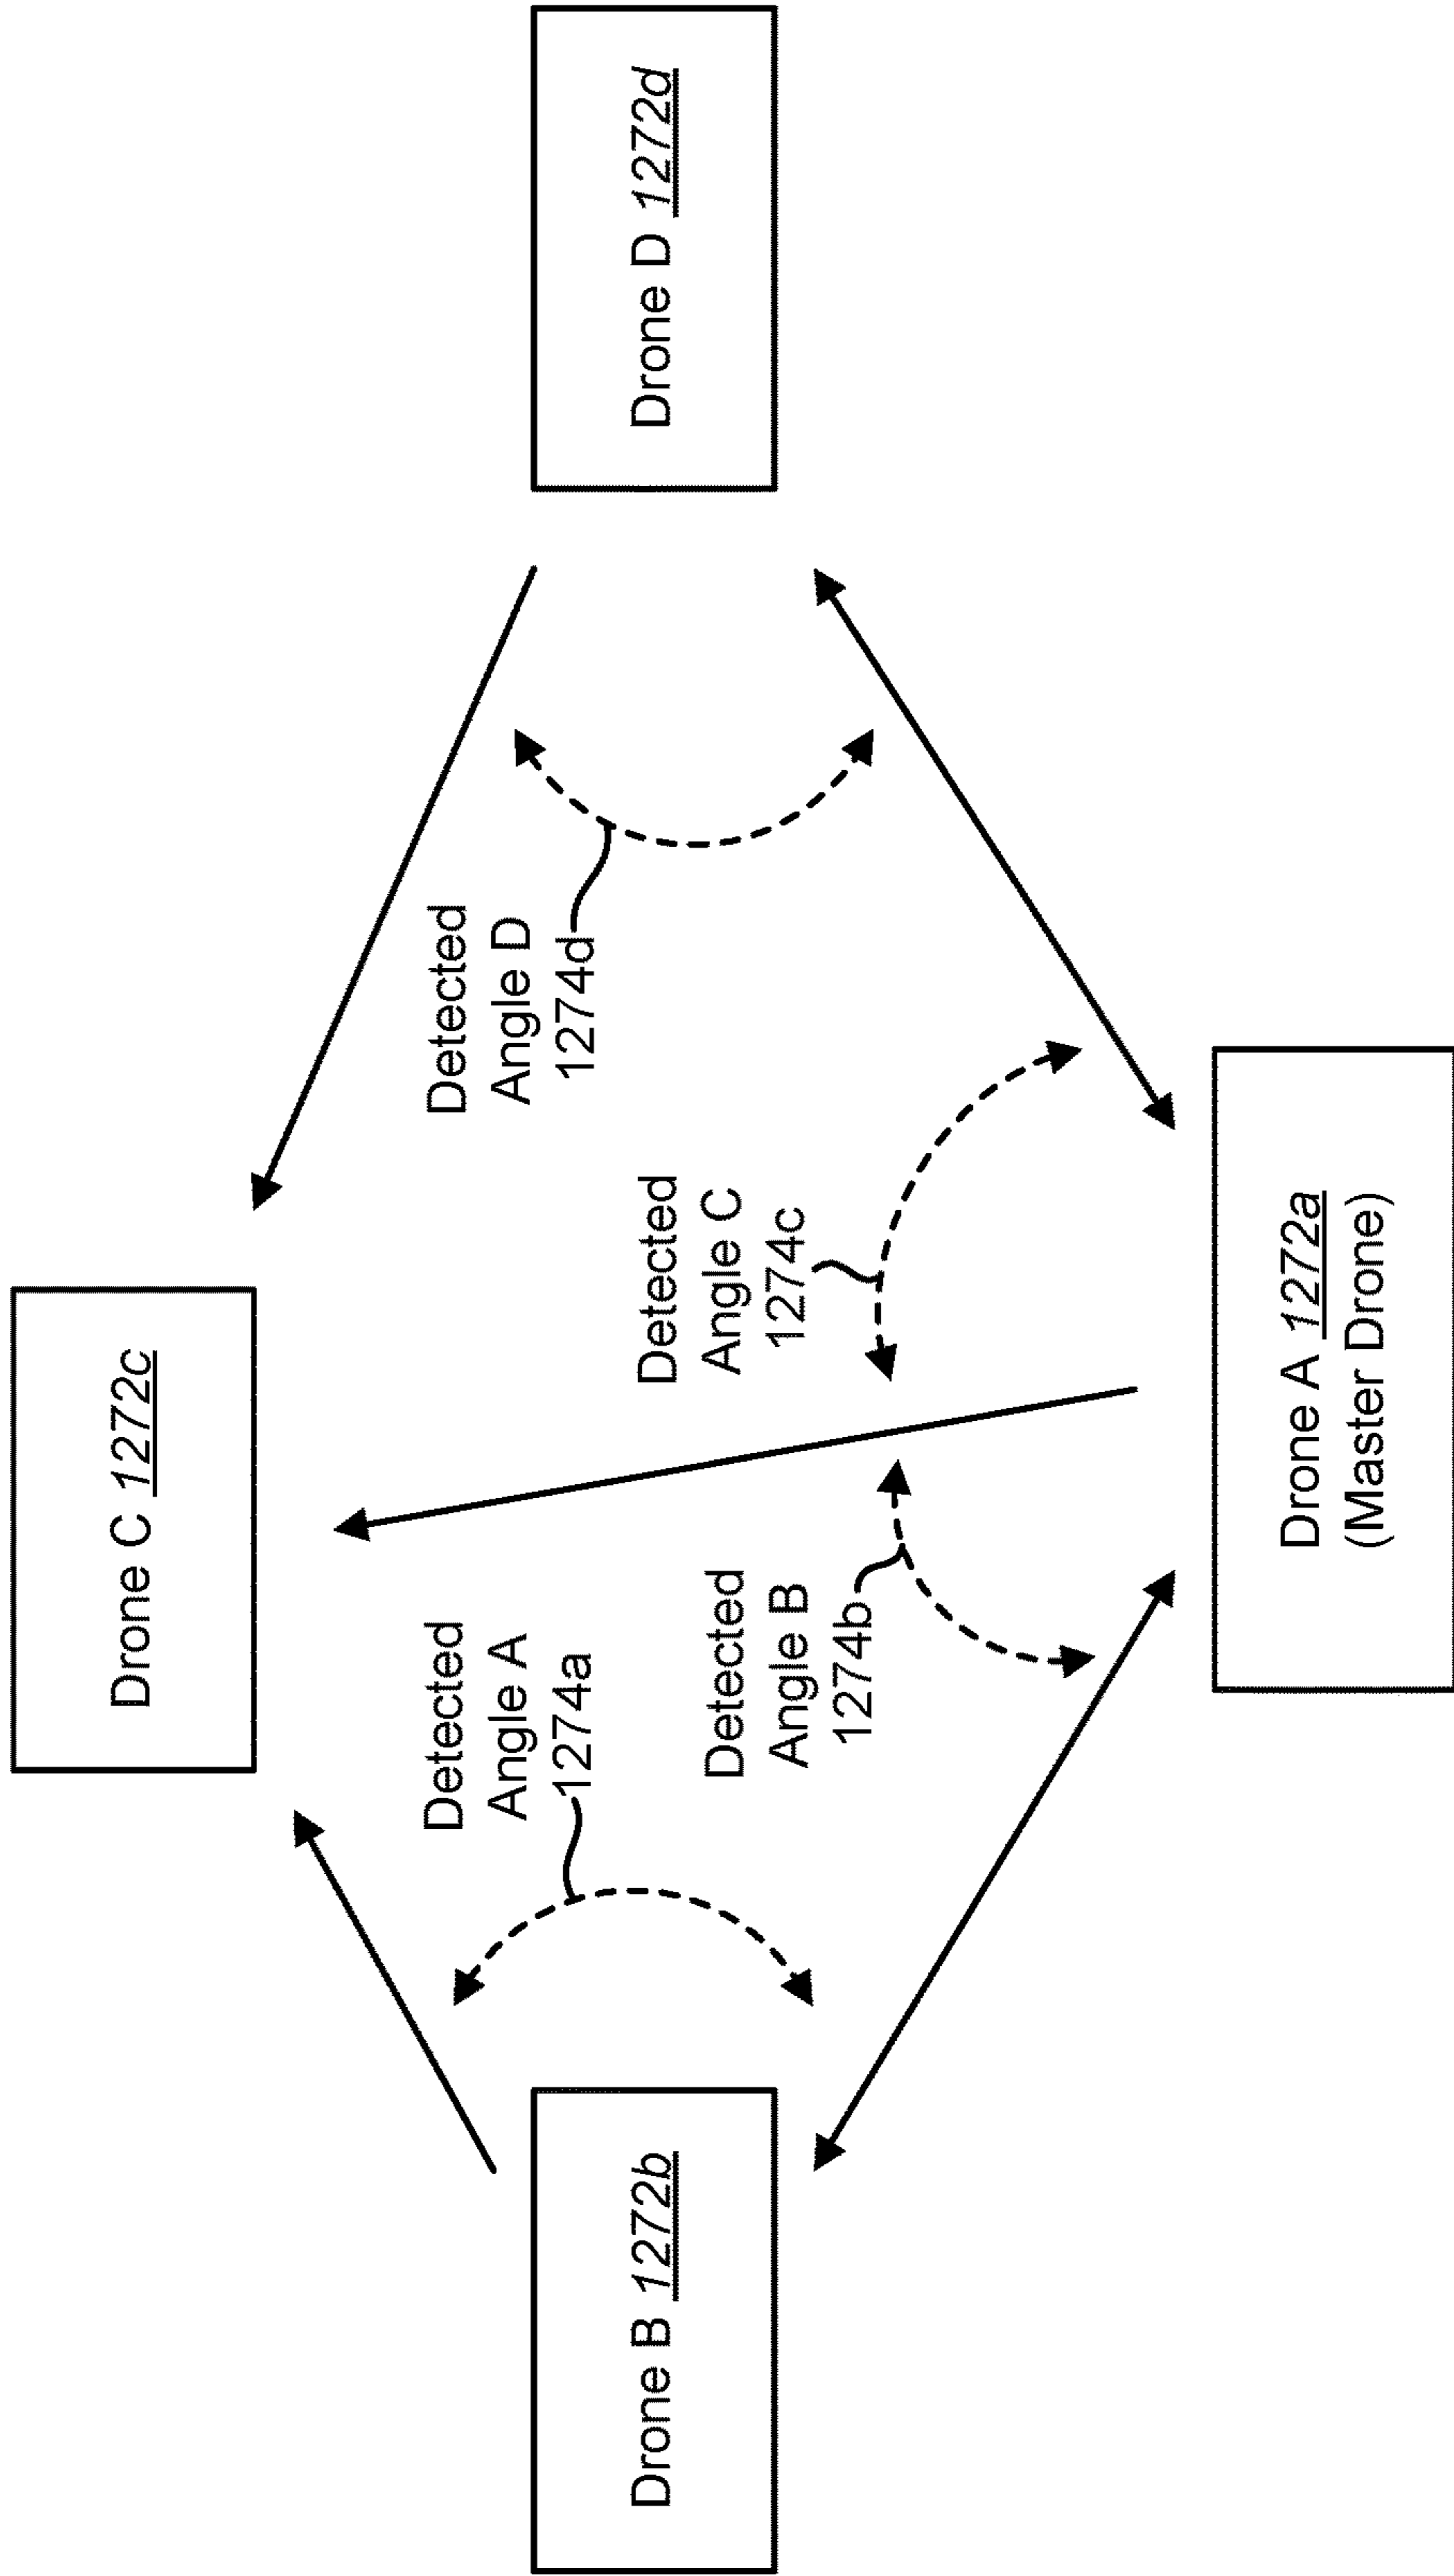 Drone C 1272c
Detected
Angle A
1274a
Detected
Angle D
1274d
Drone B 1272b
Drone D 1272d
Detected
Angle B
1274b
Detected
Angle C
1274c
Drone A 1272a
(Master Drone)